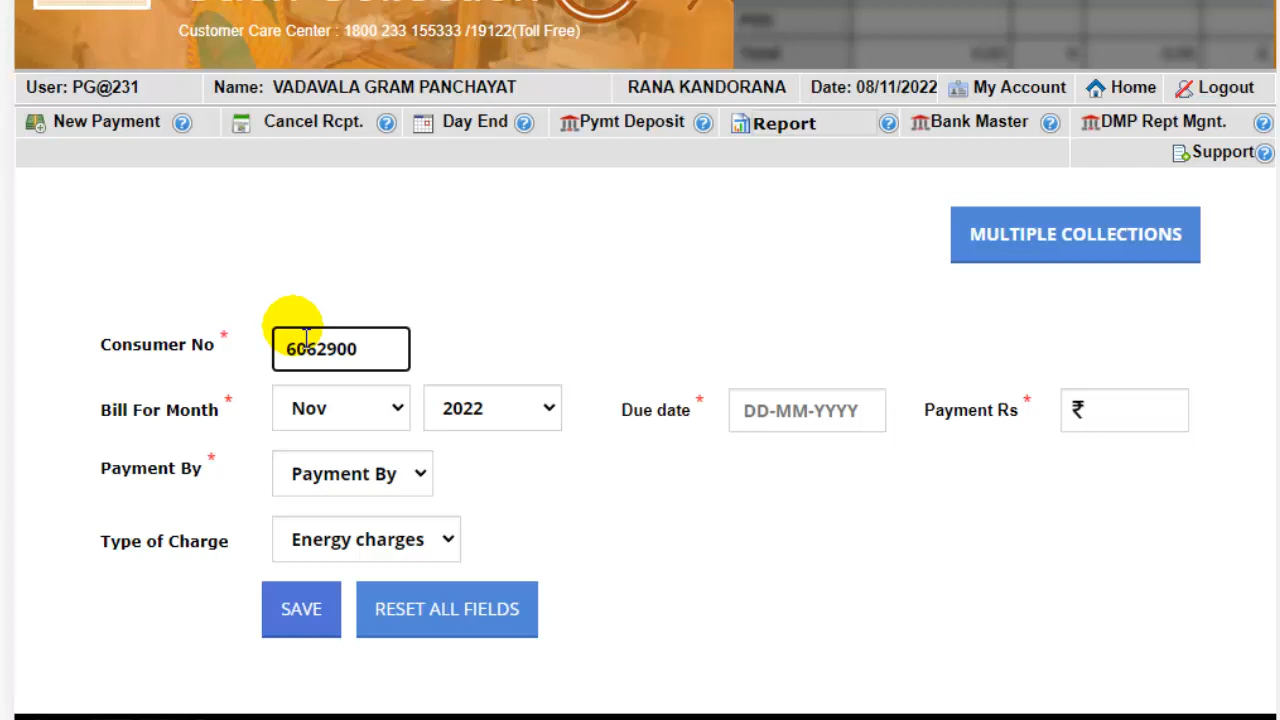 Customer Care Center : 1800 233 155333 /19122(Toll Free)
User: PG@231 Name: VADAVALA GRAM PANCHAYAT RANA KANDORANA Date: 08/11/2022 My Account Home Logout
New Payment Cancel Rcpt. Day End Pymt Deposit Report Bank Master DMP Rept Mgnt.
Support
MULTIPLE COLLECTIONS
Consumer No * 6062900
Bill For Month * Nov 2022 Due date * DD-MM-YYYY Payment Rs * ₹
Payment By * Payment By
Type of Charge Energy charges
SAVE RESET ALL FIELDS